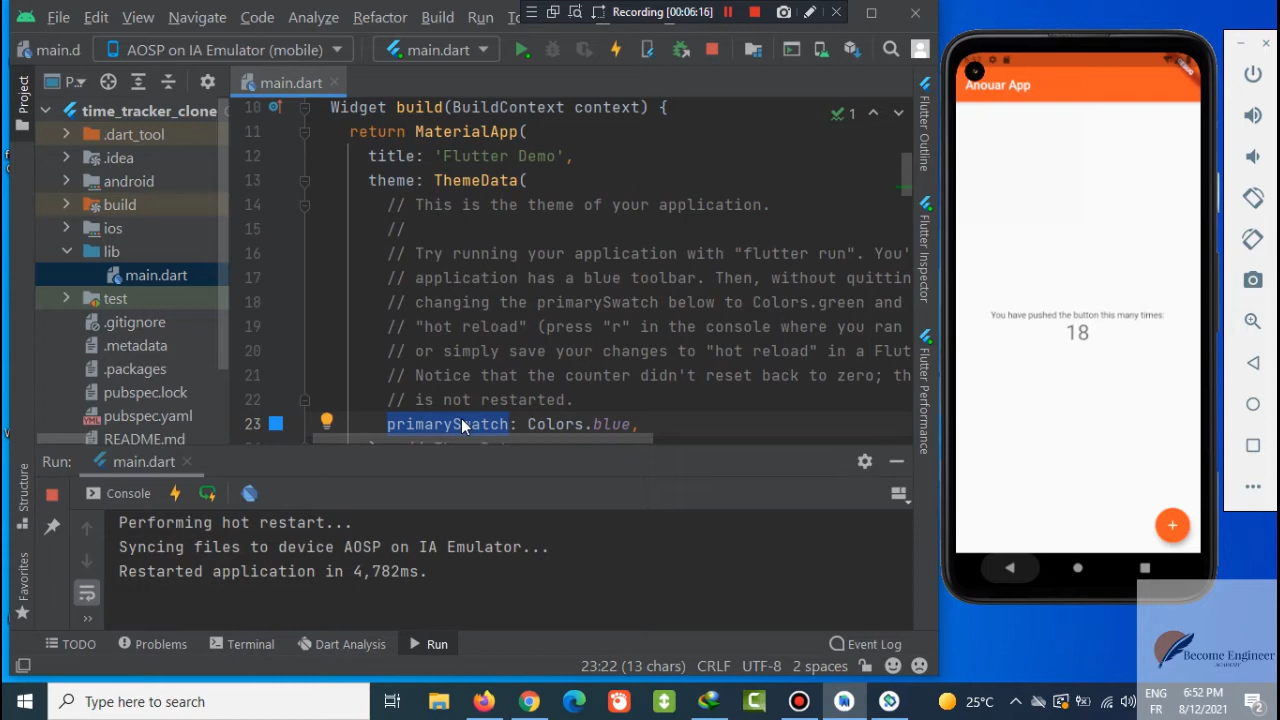 File Edit View Navigate Code Analyze Refactor Build Run
Recording [00:06:16]
main.d
AOSP on IA Emulator (mobile)
main.dart
Project
P...
main.dart
time_tracker_clone
.dart_tool
.idea
android
build
ios
lib
main.dart
test
.gitignore
.metadata
.packages
pubspec.lock
pubspec.yaml
README.md
10 Widget build(BuildContext context) {
11 return MaterialApp(
12 title: 'Flutter Demo',
13 theme: ThemeData(
14 // This is the theme of your application.
15 //
16 // Try running your application with "flutter run". You'
17 // application has a blue toolbar. Then, without quittin
18 // changing the primarySwatch below to Colors.green and
19 // "hot reload" (press "r" in the console where you ran
20 // or simply save your changes to "hot reload" in a Flut
21 // Notice that the counter didn't reset back to zero; th
22 // is not restarted.
23 primarySwatch: Colors.blue,
1
Flutter Outline
Flutter Inspector
Flutter Performance
Run: main.dart
Console
Performing hot restart...
Syncing files to device AOSP on IA Emulator...
Restarted application in 4,782ms.
Structure
Favorites
TODO Problems Terminal Dart Analysis Run Event Log
23:22 (13 chars) CRLF UTF-8 2 spaces
Anouar App
You have pushed the button this many times:
18
+
Become Engineer
ACADEMY
Type here to search
25°C
ENG
FR
6:52 PM
8/12/2021
2